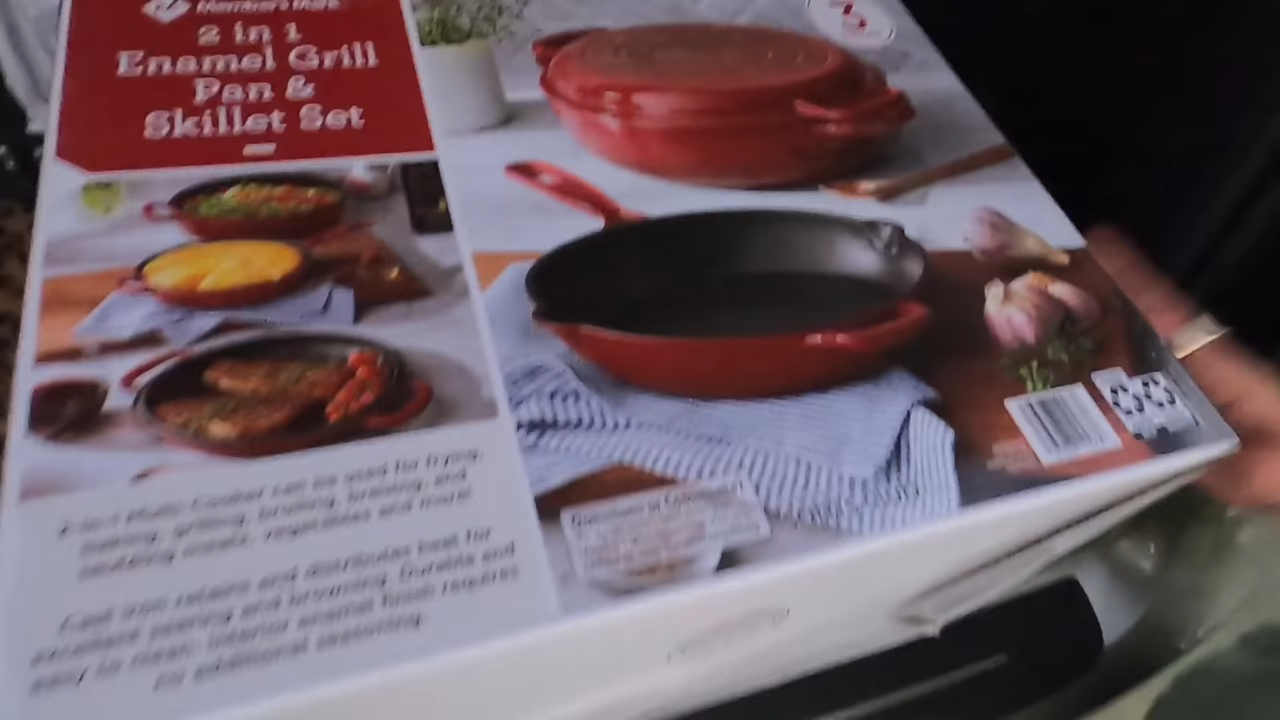 Member's Mark
2 in 1
Enamel Grill
Pan &
Skillet Set
2-in-1 Multi-Cooker can be used for frying,
baking, grilling, broiling, braising, and
sautéing meats, vegetables and more!
Cast iron retains and distributes heat for
excellent searing and browning. Durable and
easy to clean; interior enamel finish requires
no additional seasoning
Questions or